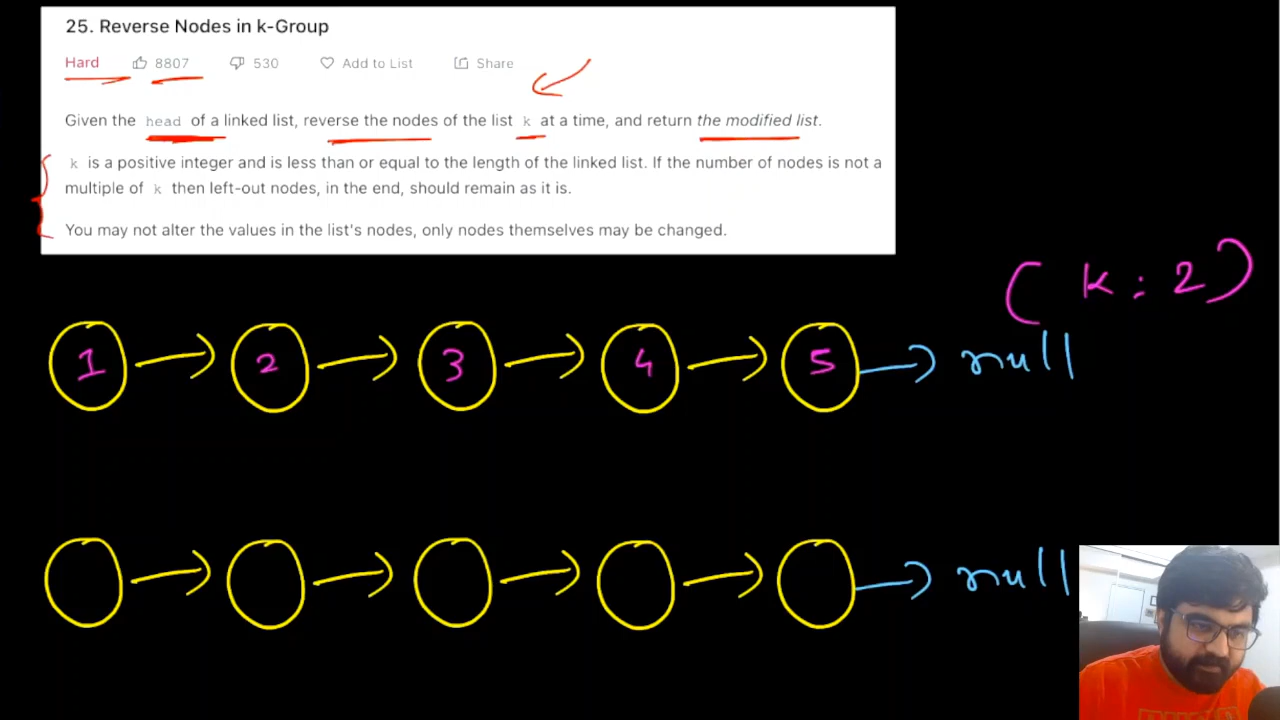 25. Reverse Nodes in k-Group
Hard 8807 530 Add to List Share
Given the head of a linked list, reverse the nodes of the list k at a time, and return the modified list.
k is a positive integer and is less than or equal to the length of the linked list. If the number of nodes is not a
multiple of k then left-out nodes, in the end, should remain as it is.
You may not alter the values in the list's nodes, only nodes themselves may be changed.
(k : 2)
1 2 3 4 5 null
null